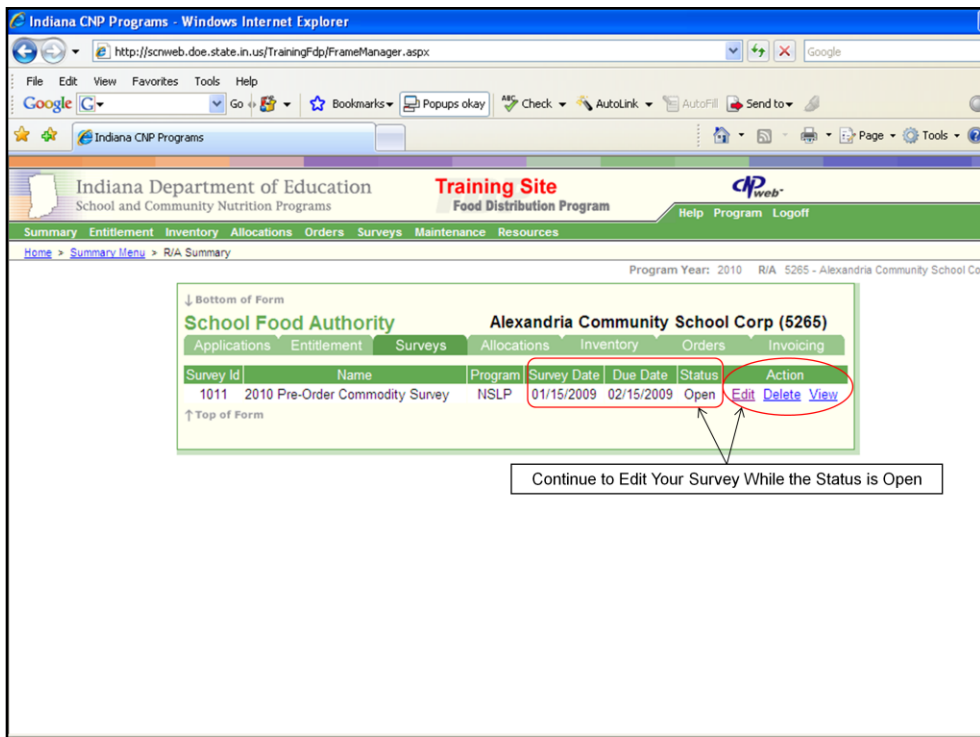 Indiana CNP Programs - Windows Internet Explorer
http://scnweb.doe.state.in.us/TrainingFdp/FrameManager.aspx
Google
File Edit View Favorites Tools Help
Google G Go Bookmarks Popups okay ABC Check AutoLink AutoFill Send to
Indiana CNP Programs
Page Tools
Indiana Department of Education
School and Community Nutrition Programs
Training Site
Food Distribution Program
CNPweb
Help Program Logoff
Summary Entitlement Inventory Allocations Orders Surveys Maintenance Resources
Home > Summary Menu > R/A Summary
Program Year: 2010 R/A 5265 - Alexandria Community School Co
↓ Bottom of Form
School Food Authority Alexandria Community School Corp (5265)
Applications Entitlement Surveys Allocations Inventory Orders Invoicing
Survey Id Name Program Survey Date Due Date Status Action
1011 2010 Pre-Order Commodity Survey NSLP 01/15/2009 02/15/2009 Open Edit Delete View
↑ Top of Form
Continue to Edit Your Survey While the Status is Open